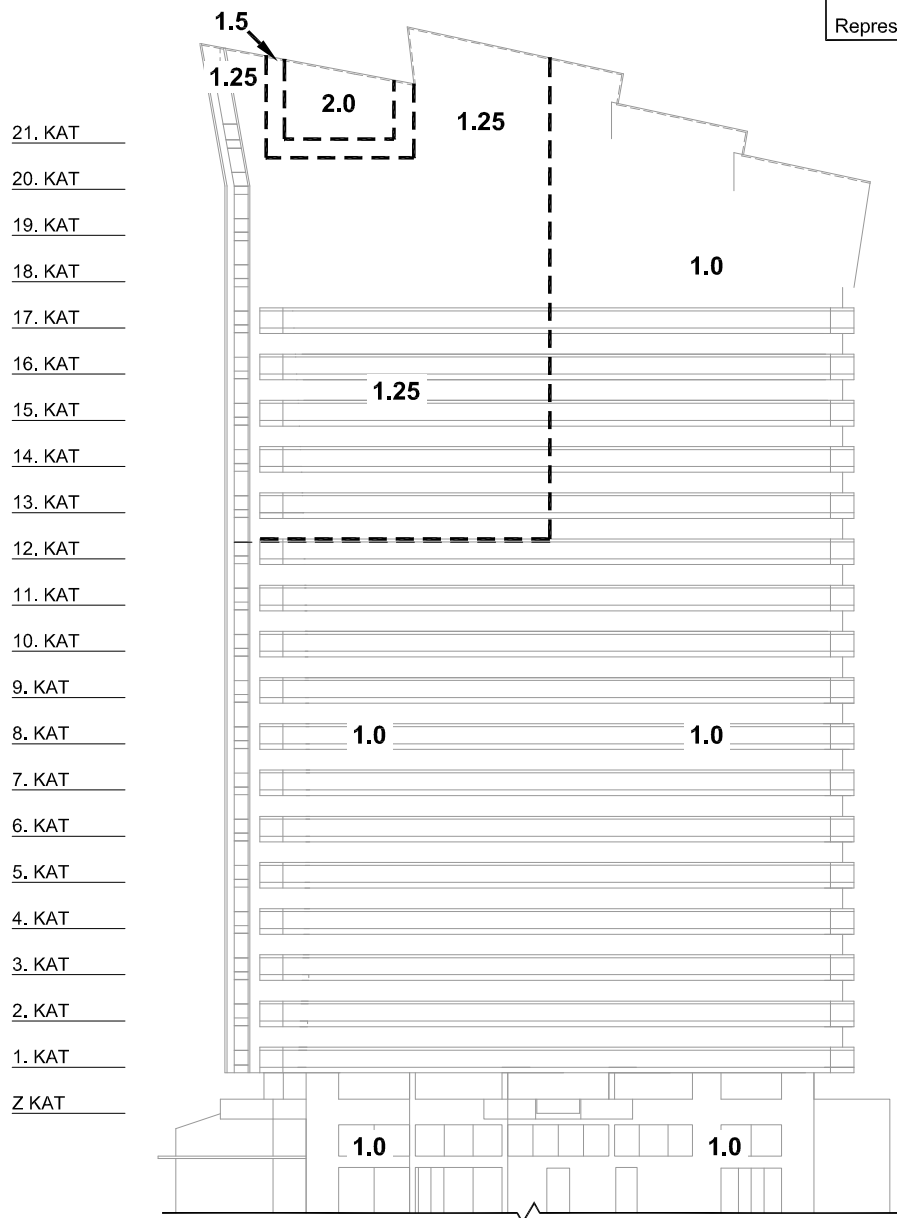 Repres
1.5
1.25
2.0
1.25
21. KAT
20. KAT
19. KAT
18. KAT
1.0
17. KAT
16. KAT
1.25
15. KAT
14. KAT
13. KAT
12. KAT
11. KAT
10. KAT
9. KAT
8. KAT
1.0
1.0
7. KAT
6. KAT
5. KAT
4. KAT
3. KAT
2. KAT
1. KAT
Z KAT
1.0
1.0